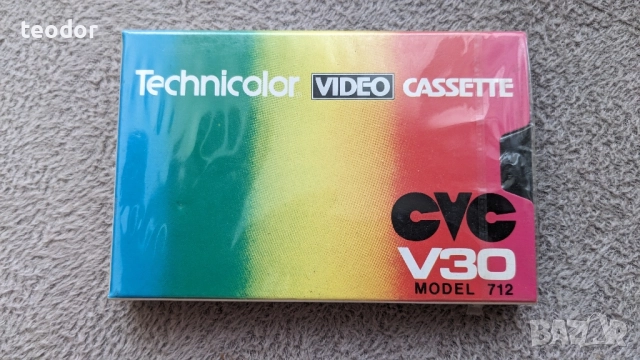 teodor
Technicolor VIDEO CASSETTE
CVC
V30
MODEL 712
BAZAR